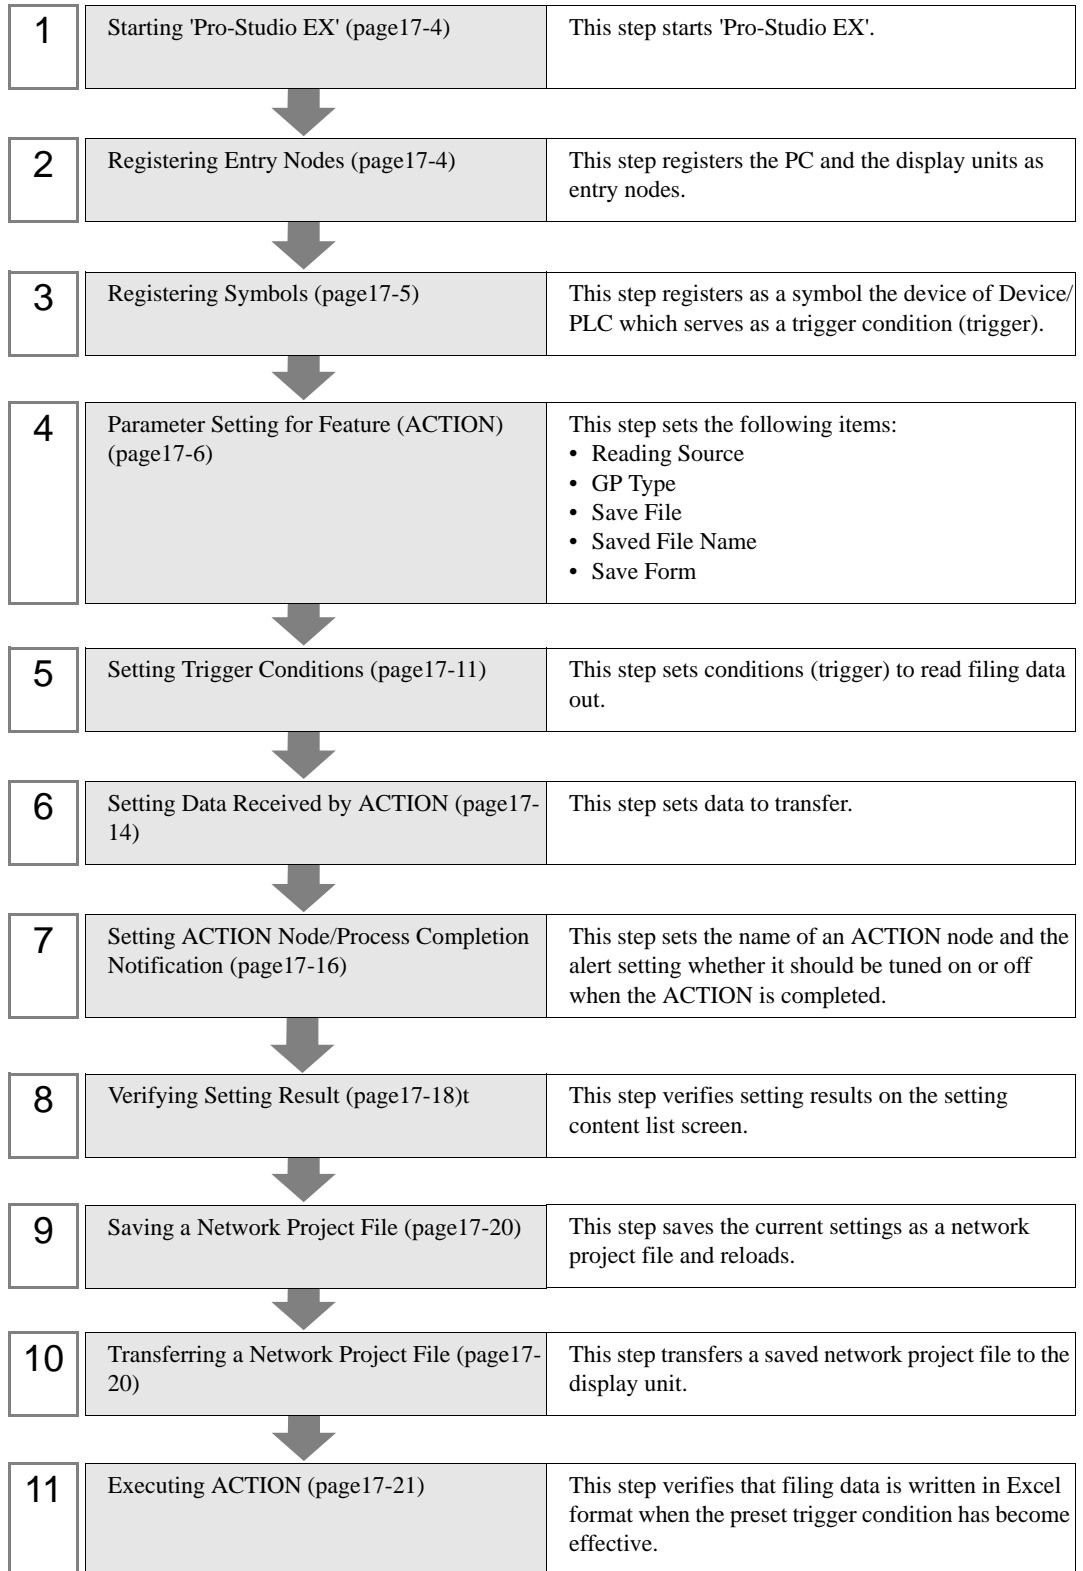 1
Starting 'Pro-Studio EX' (page17-4)
This step starts 'Pro-Studio EX'.
2
Registering Entry Nodes (page17-4)
This step registers the PC and the display units as
entry nodes.
3
Registering Symbols (page17-5)
This step registers as a symbol the device of Device/
PLC which serves as a trigger condition (trigger).
4
Parameter Setting for Feature (ACTION)
(page17-6)
This step sets the following items:
• Reading Source
• GP Type
• Save File
• Saved File Name
• Save Form
5
Setting Trigger Conditions (page17-11)
This step sets conditions (trigger) to read filing data
out.
6
Setting Data Received by ACTION (page17-
14)
This step sets data to transfer.
7
Setting ACTION Node/Process Completion
Notification (page17-16)
This step sets the name of an ACTION node and the
alert setting whether it should be tuned on or off
when the ACTION is completed.
8
Verifying Setting Result (page17-18)t
This step verifies setting results on the setting
content list screen.
9
Saving a Network Project File (page17-20)
This step saves the current settings as a network
project file and reloads.
10
Transferring a Network Project File (page17-
20)
This step transfers a saved network project file to the
display unit.
11
Executing ACTION (page17-21)
This step verifies that filing data is written in Excel
format when the preset trigger condition has become
effective.